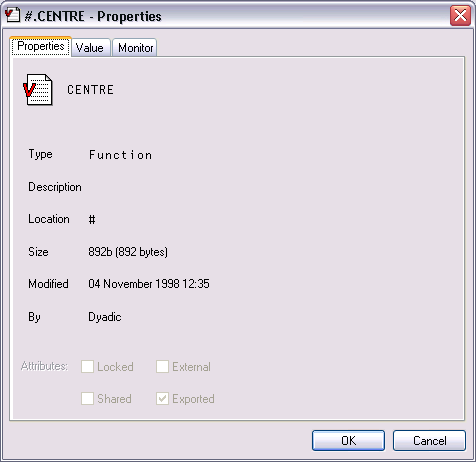 #.CENTRE - Properties
Properties Value Monitor
CENTRE
Type Function
Description
Location #
Size 892b (892 bytes)
Modified 04 November 1998 12:35
By Dyadic
Attributes: Locked External
Shared Exported
OK Cancel